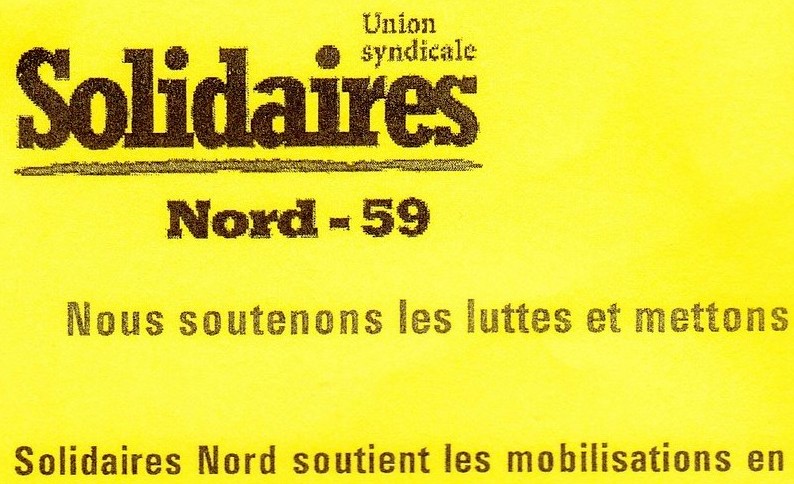 Union
syndicale
Solidaires
Nord - 59
Nous soutenons les luttes et mettons
Solidaires Nord soutient les mobilisations en